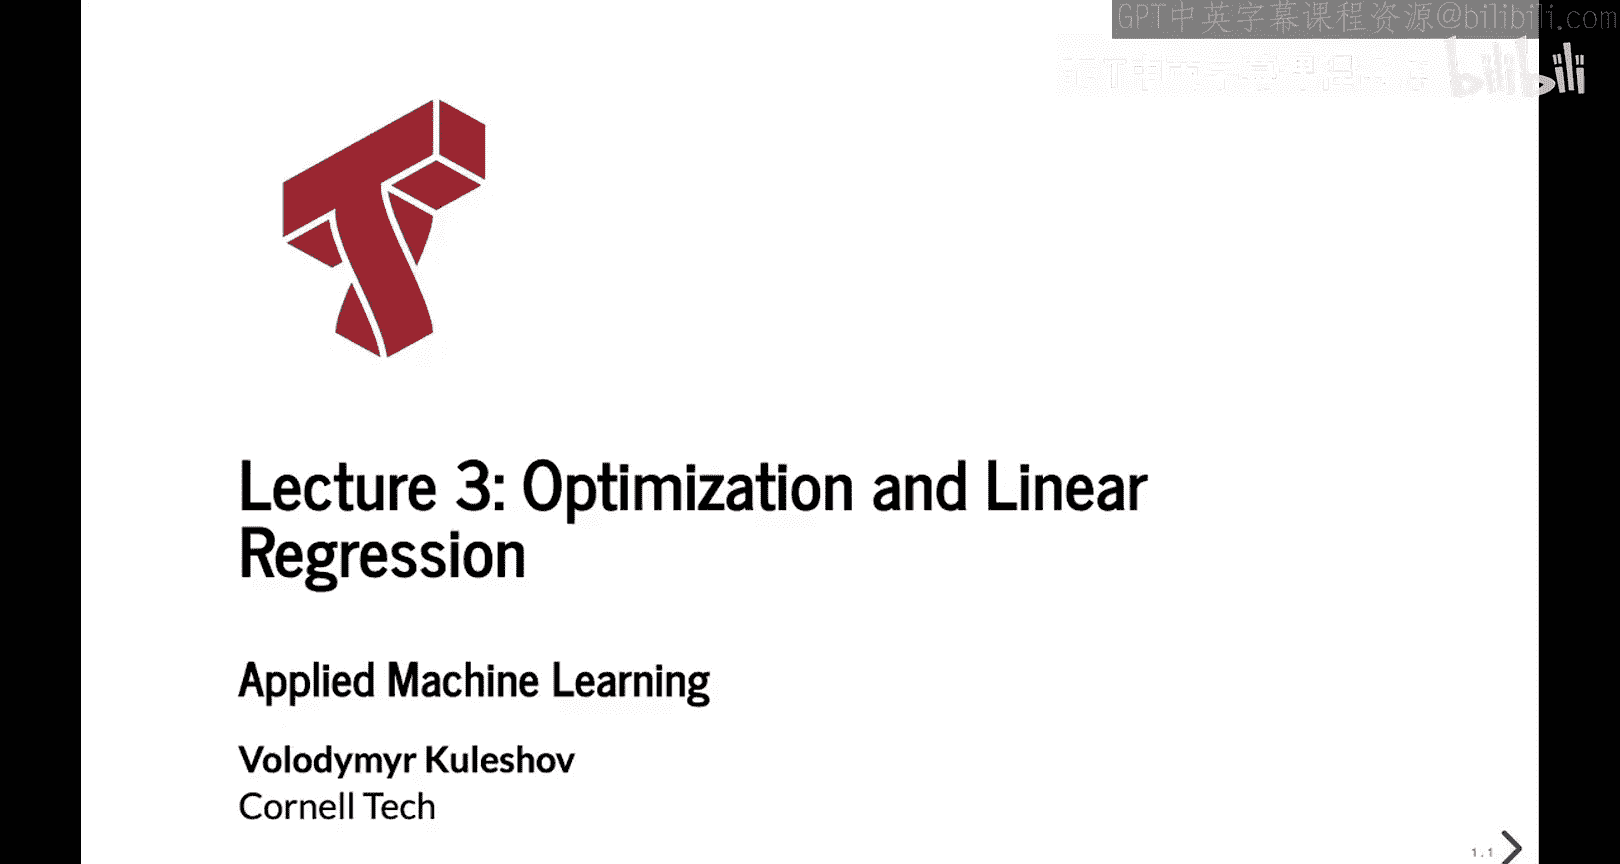 GPT中英字幕课程资源@bilibili.com
bilibili
Lecture 3: Optimization and Linear
Regression
Applied Machine Learning
Volodymyr Kuleshov
Cornell Tech
1.1